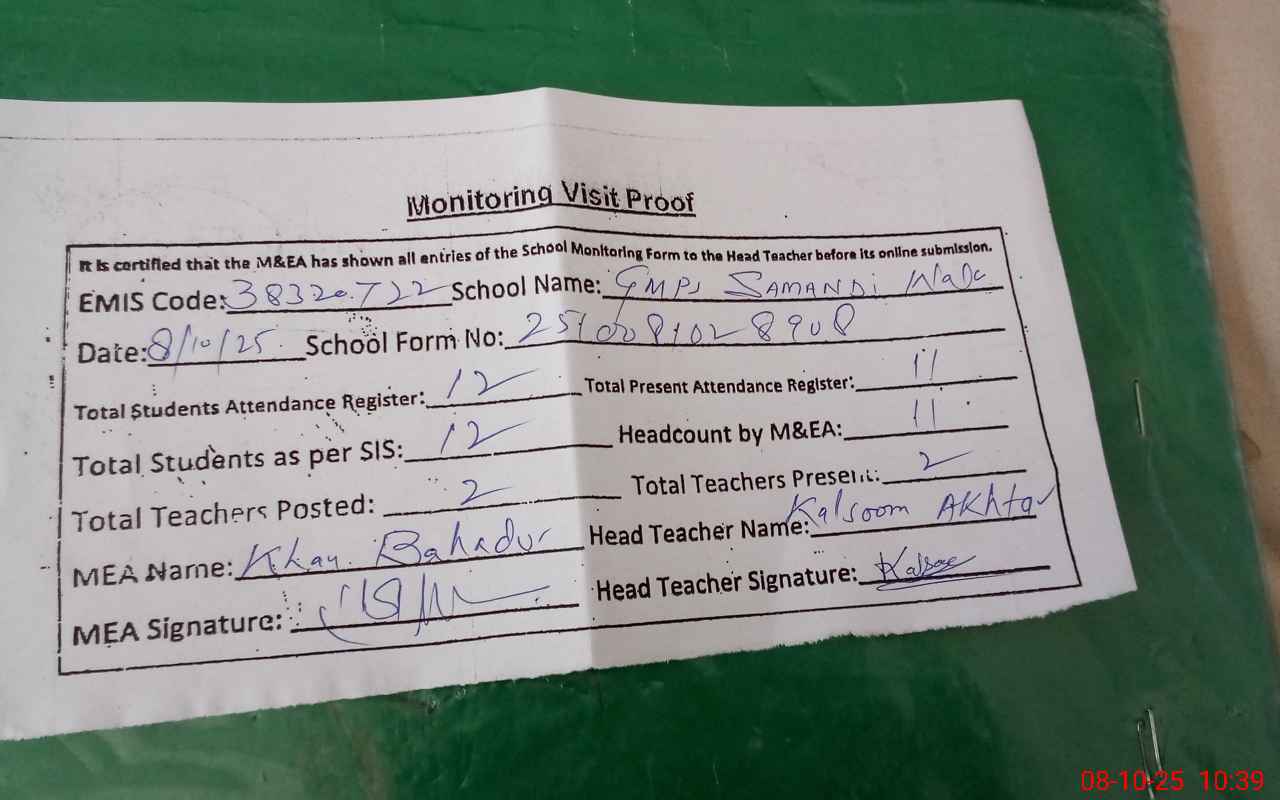 Monitoring Visit Proof
It is certified that the M&EA has shown all entries of the School Monitoring Form to the Head Teacher before its online submission.
EMIS Code: 38320722 School Name: GMPS SAMANDI Wala
Date: 8/10/25 School Form No: 2510081028908
Total Students Attendance Register: 12 Total Present Attendance Register: 11
Total Students as per SIS: 12 Headcount by M&EA: 11
Total Teachers Posted: 2 Total Teachers Present: 2
MEA Name: Khan Bahadur Head Teacher Name: Kalsoom AKhtar
MEA Signature: Head Teacher Signature:
08-10-25 10:39